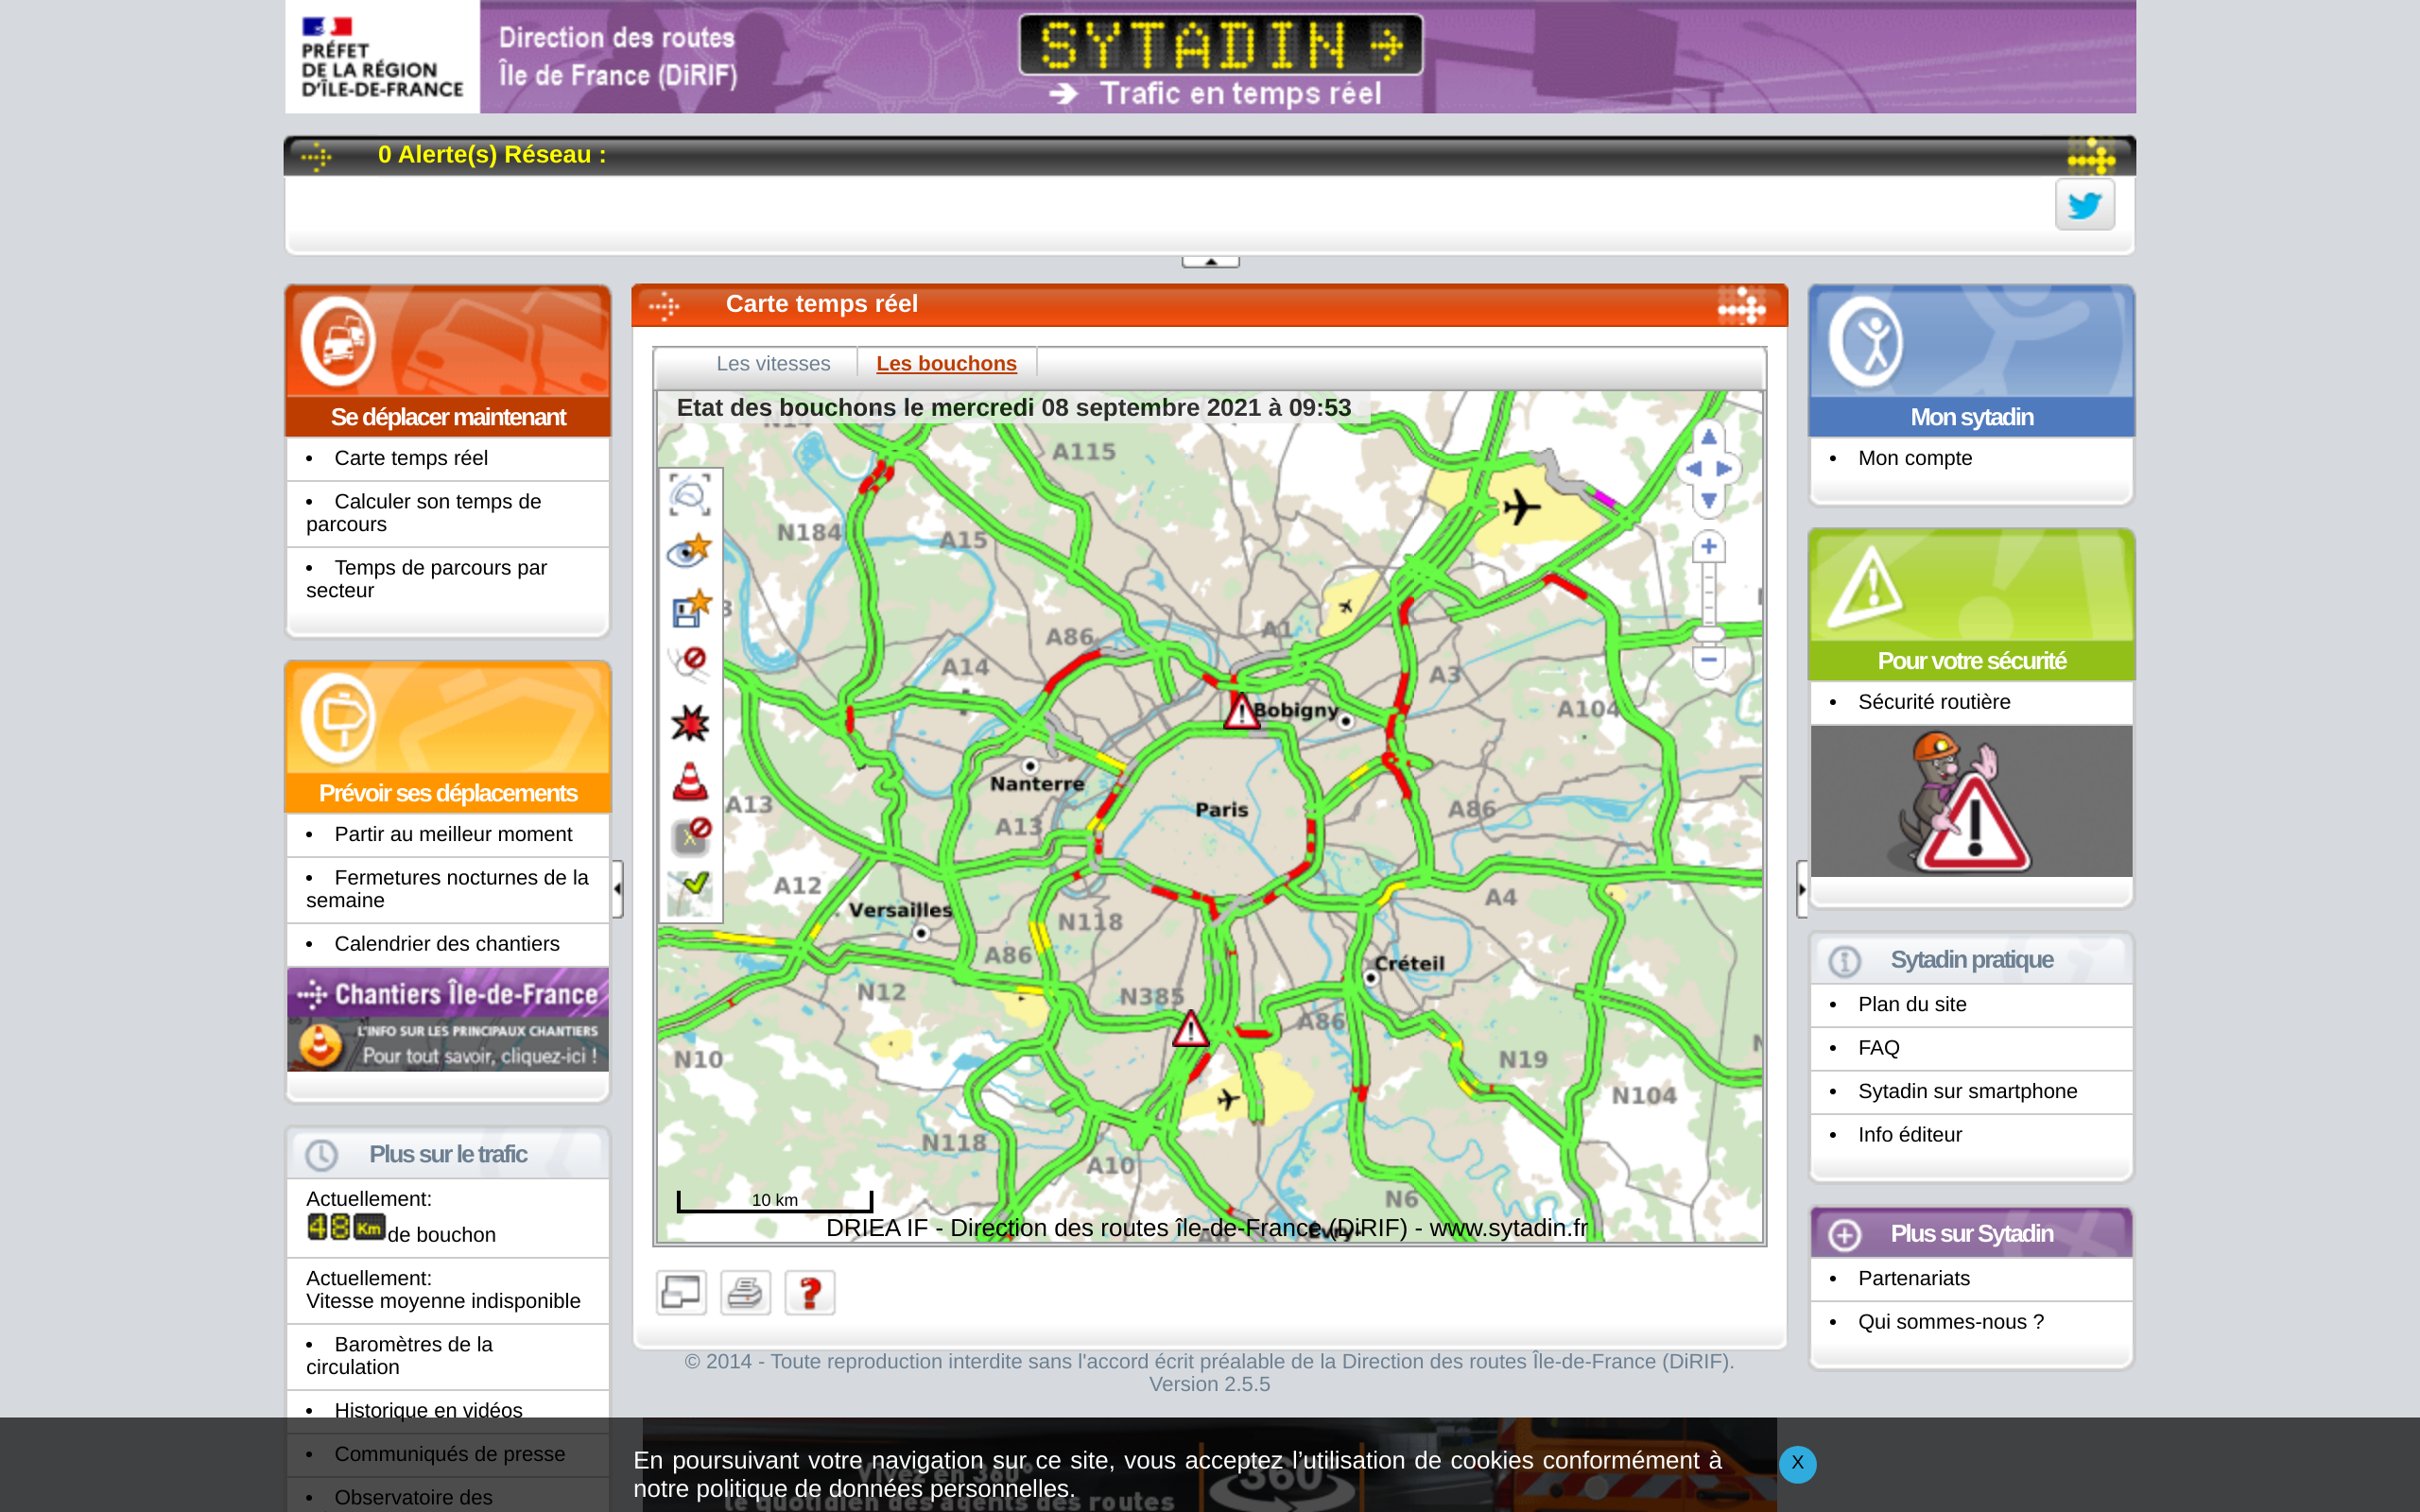 PRÉFET
DE LA RÉGION
D'ÎLE-DE-FRANCE
Direction des routes
Île de France (DiRIF)
SYTADIN
Trafic en temps réel
0 Alerte(s) Réseau :
Se déplacer maintenant
• Carte temps réel
• Calculer son temps de
parcours
• Temps de parcours par
secteur
Prévoir ses déplacements
• Partir au meilleur moment
• Fermetures nocturnes de la
semaine
• Calendrier des chantiers
Chantiers Île-de-France
L'INFO SUR LES PRINCIPAUX CHANTIERS
Pour tout savoir, cliquez-ici !
Plus sur le trafic
Actuellement:
48 Km de bouchon
Actuellement:
Vitesse moyenne indisponible
• Baromètres de la
circulation
• Historique en vidéos
• Communiqués de presse
• Observatoire des
Carte temps réel
Les vitesses
Les bouchons
Etat des bouchons le mercredi 08 septembre 2021 à 09:53
N14
A115
N184
A15
A86
A1
A14
A3
A104
Bobigny
Nanterre
A13
Paris
A13
A86
A12
A4
Versailles
N118
A86
Créteil
N12
N385
A86
N10
N19
N104
N118
A10
N6
10 km
A6
Evry
DRIEA IF - Direction des routes île-de-France (DiRIF) - www.sytadin.fr
© 2014 - Toute reproduction interdite sans l'accord écrit préalable de la Direction des routes Île-de-France (DiRIF).
Version 2.5.5
Mon sytadin
• Mon compte
Pour votre sécurité
• Sécurité routière
Sytadin pratique
• Plan du site
• FAQ
• Sytadin sur smartphone
• Info éditeur
Plus sur Sytadin
• Partenariats
• Qui sommes-nous ?
En poursuivant votre navigation sur ce site, vous acceptez l’utilisation de cookies conformément à
notre politique de données personnelles.
X
360°
360
le quotidien des agents des routes